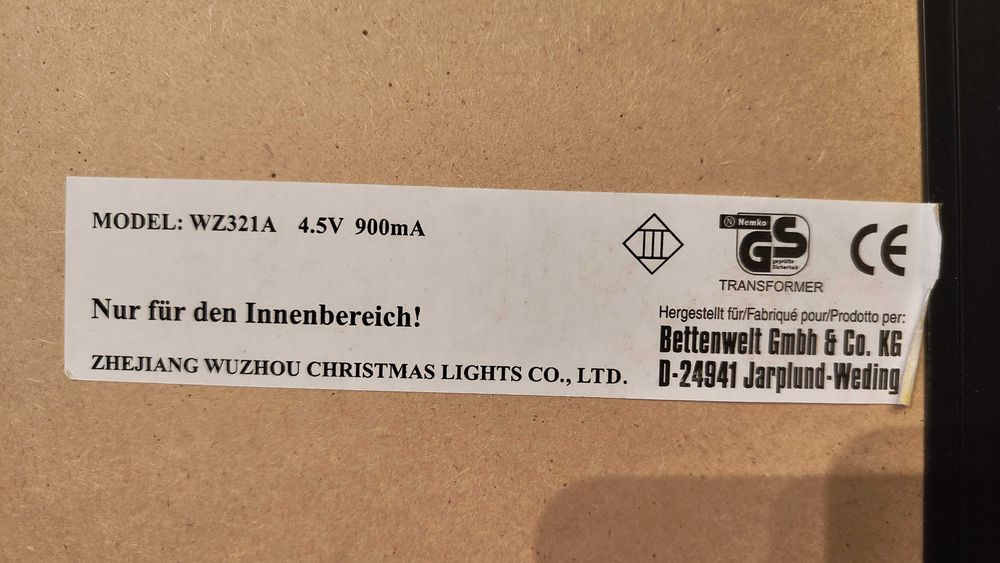 MODEL: WZ321A 4.5V 900mA
III
N Nemko
GS
geprüfte
Sicherheit
CE
TRANSFORMER
Nur für den Innenbereich!
ZHEJIANG WUZHOU CHRISTMAS LIGHTS CO., LTD.
Hergestellt für/Fabriqué pour/Prodotto per:
Bettenwelt Gmbh & Co. KG
D-24941 Jarplund-Weding